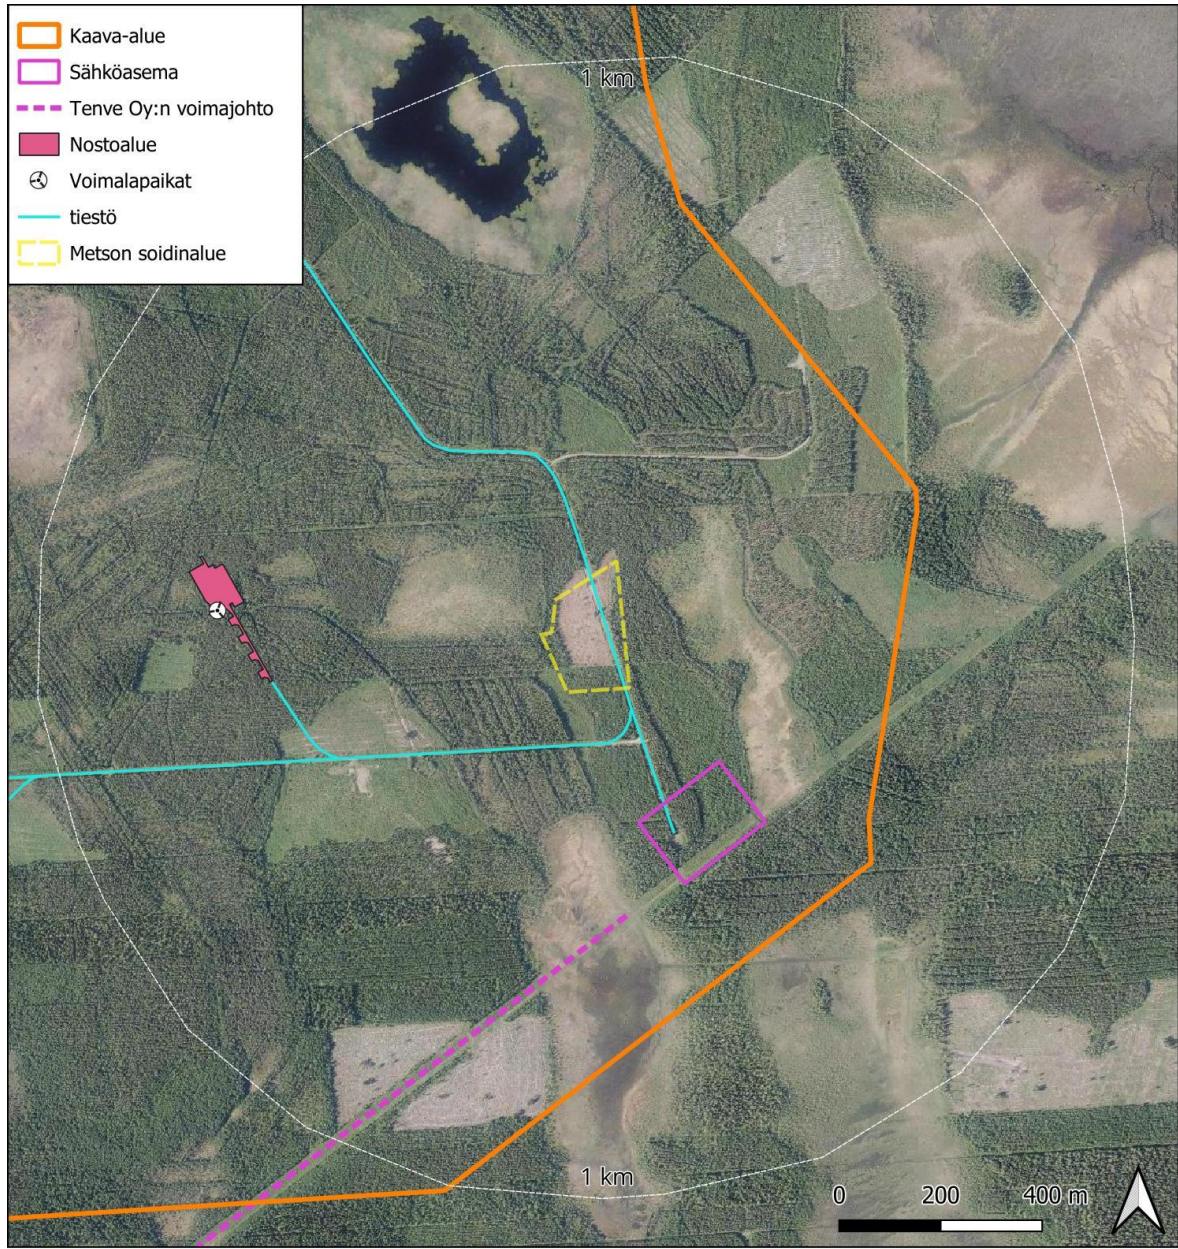 Kaava-alue
Sähköasema
Tenve Oy:n voimajohto
Nostoalue
Voimalapaikat
tiestö
Metson soidinalue
1 km
1 km
0 200 400 m